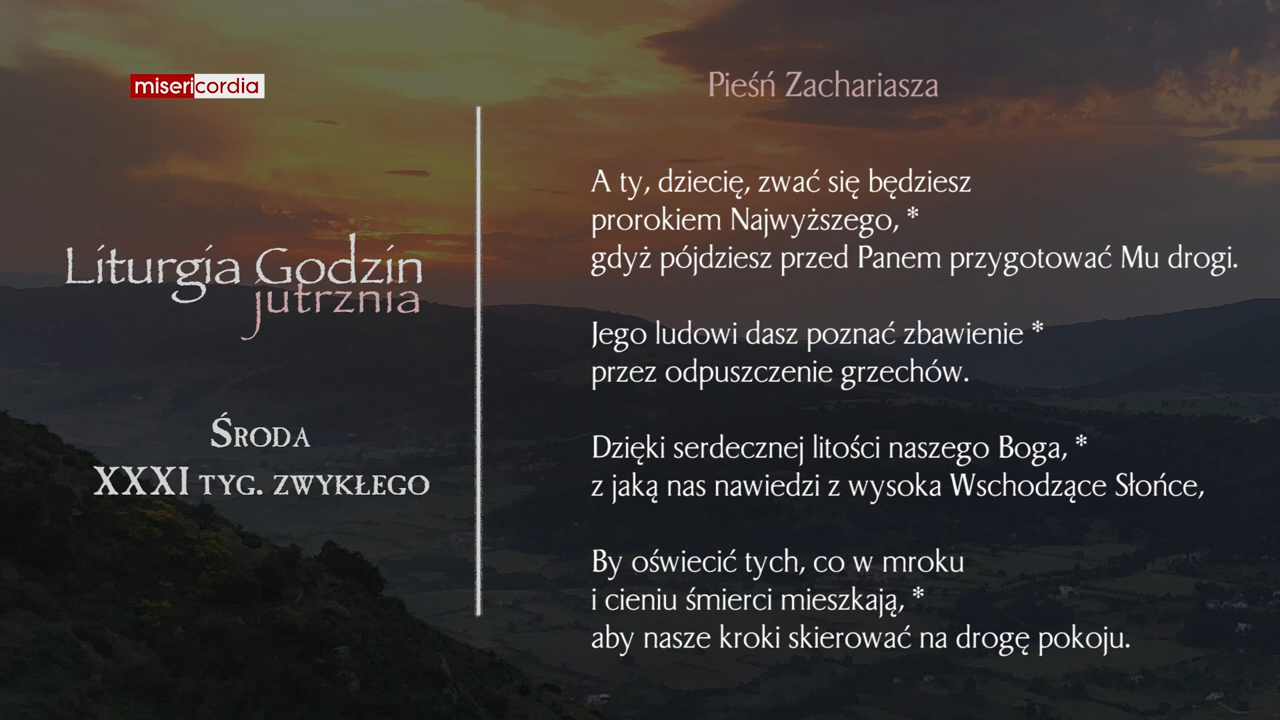 misericordia
Liturgia Godzin
jutrznia
Środa
XXXI tyg. zwykłego
Pieśń Zachariasza
A ty, dziecię, zwać się będziesz
prorokiem Najwyższego, *
gdyż pójdziesz przed Panem przygotować Mu drogi.
Jego ludowi dasz poznać zbawienie *
przez odpuszczenie grzechów.
Dzięki serdecznej litości naszego Boga, *
z jaką nas nawiedzi z wysoka Wschodzące Słońce,
By oświecić tych, co w mroku
i cieniu śmierci mieszkają, *
aby nasze kroki skierować na drogę pokoju.